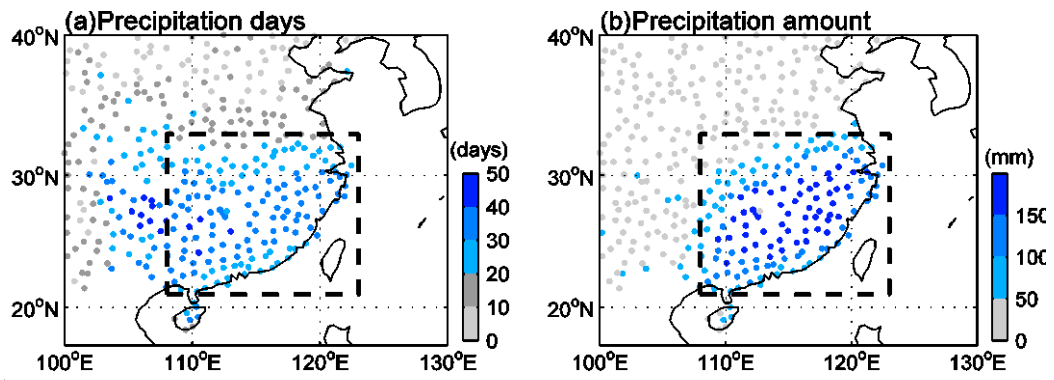 (a)Precipitation days
40°N
30°N
20°N
100°E 110°E 120°E 130°E
(days)
50
40
30
20
10
0
(b)Precipitation amount
40°N
30°N
20°N
100°E 110°E 120°E 130°E
(mm)
150
100
50
0